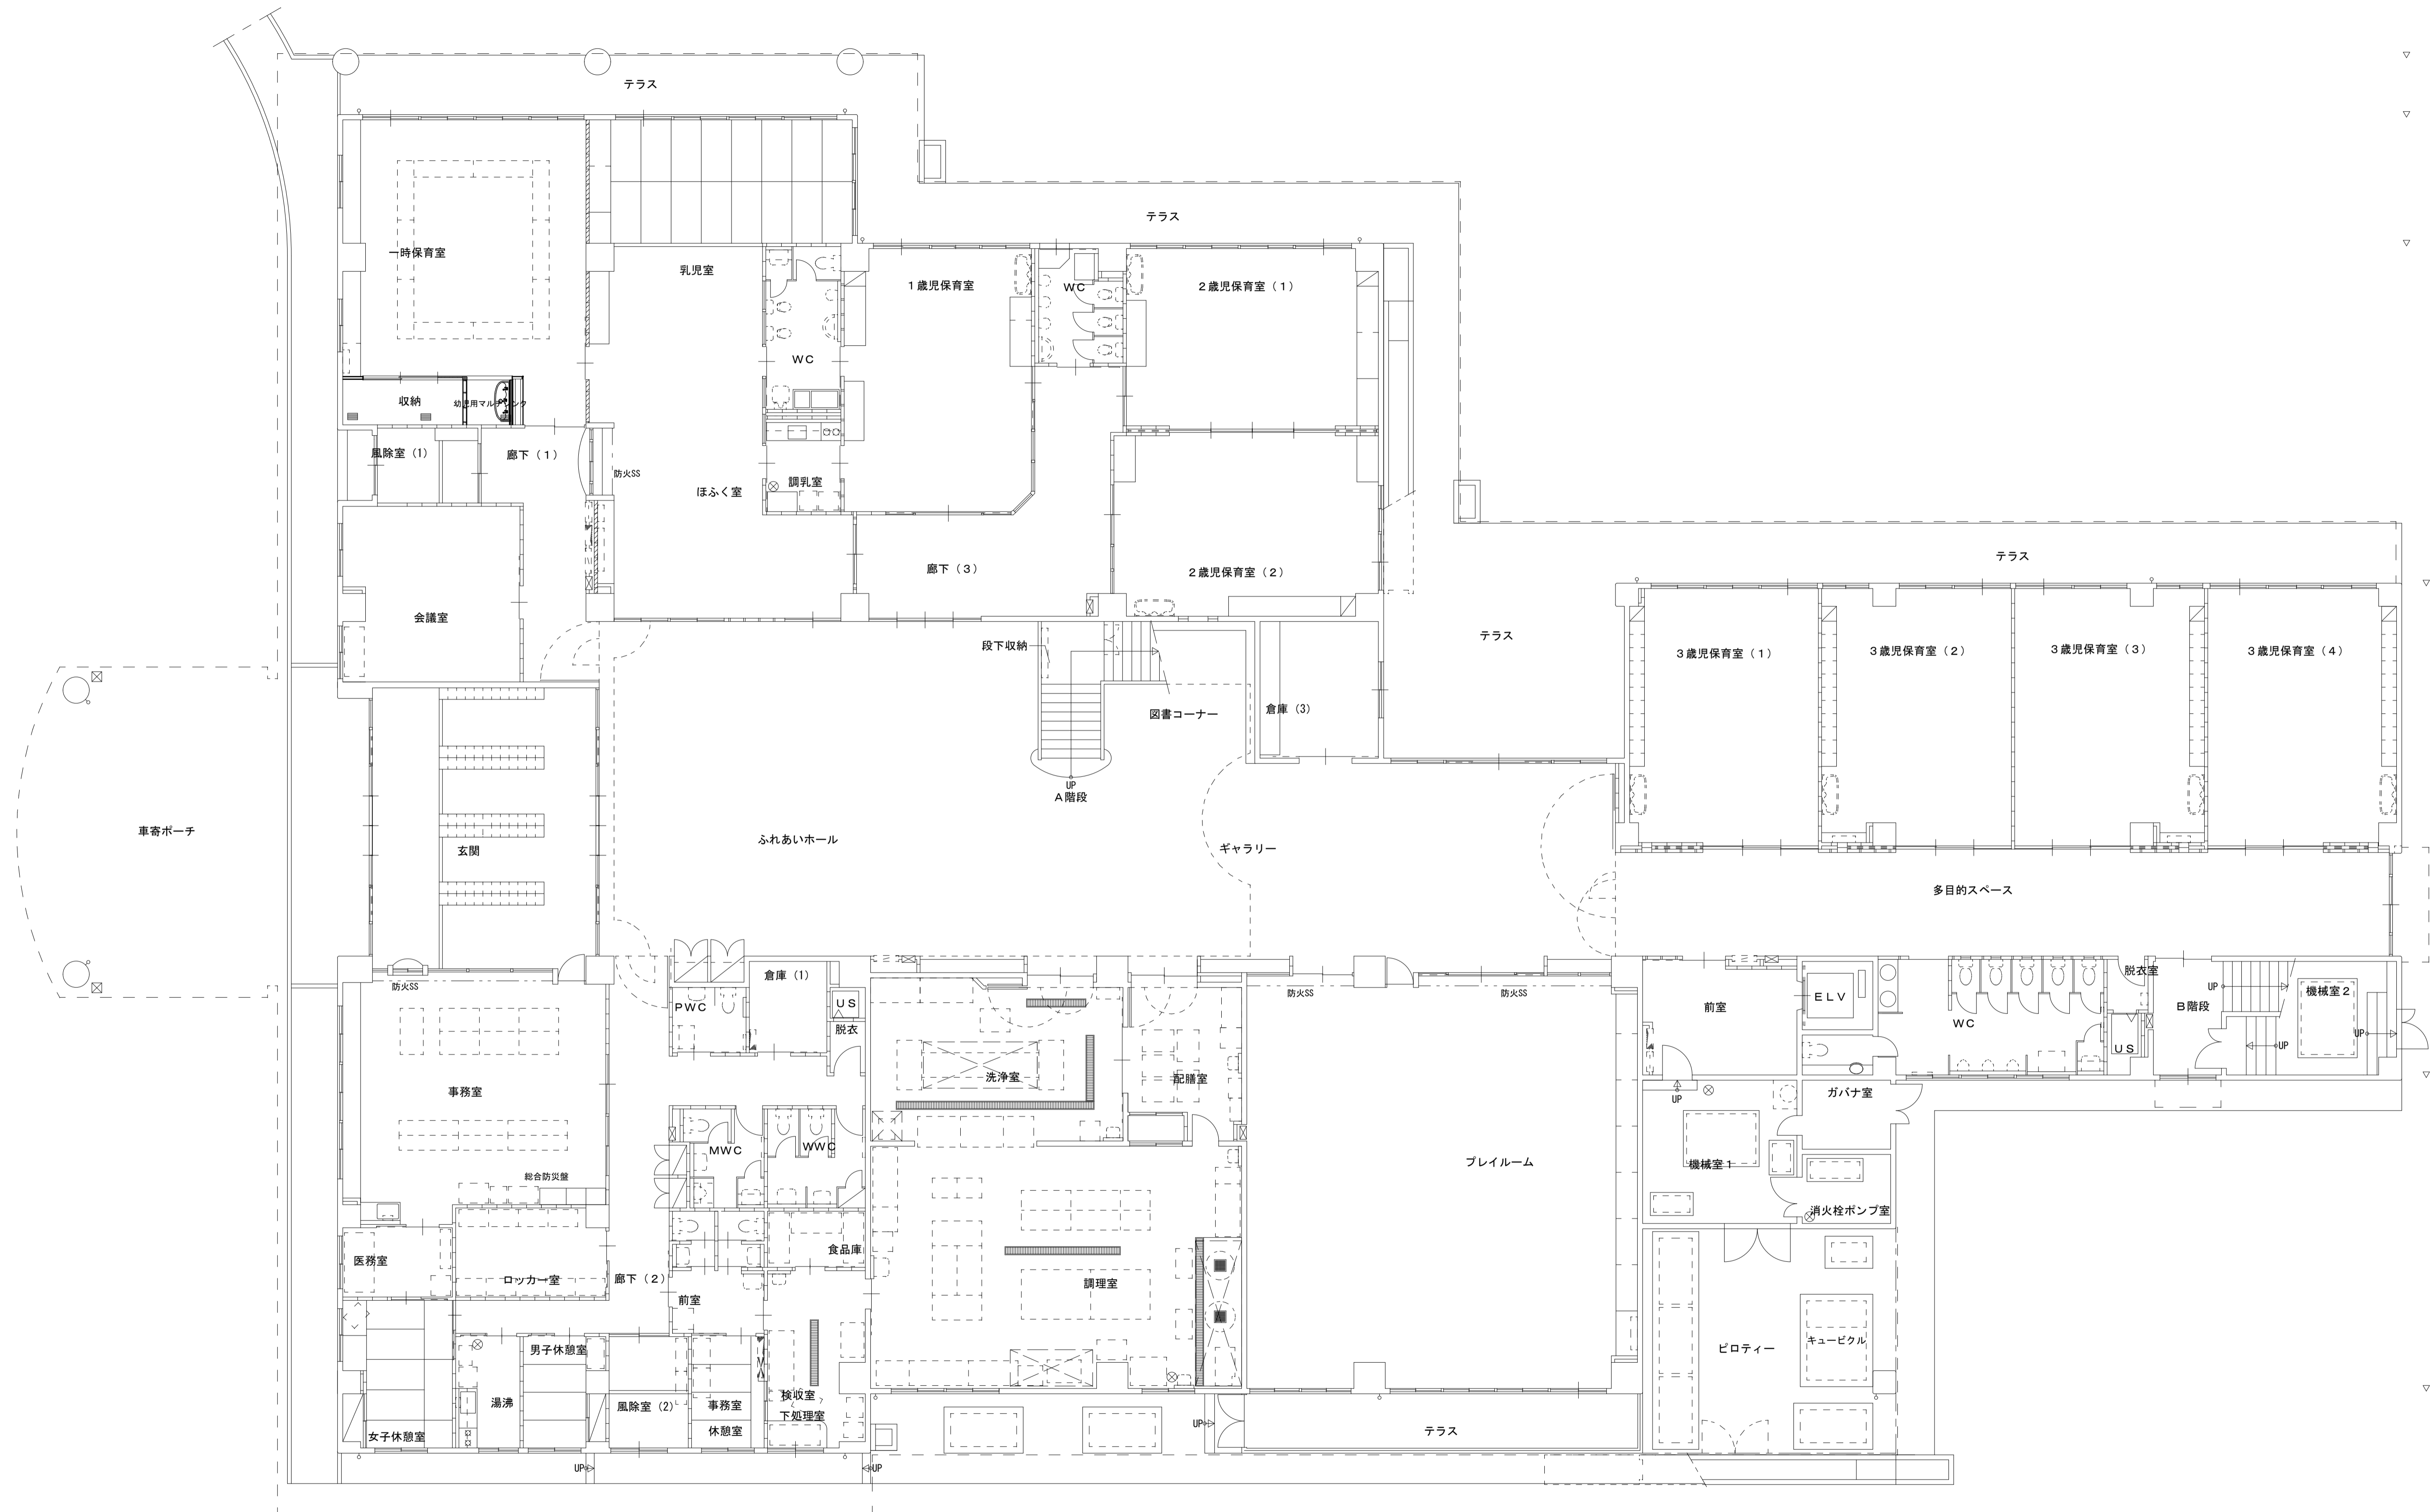 テラス
テラス
一時保育室
乳児室
1歳児保育室
WC
2歳児保育室(1)
WC
収納
幼児用マルチシンク
風除室(1)
廊下(1)
防火SS
ほふく室
調乳室
廊下(3)
2歳児保育室(2)
テラス
会議室
段下収納
テラス
3歳児保育室(1)
3歳児保育室(2)
3歳児保育室(3)
3歳児保育室(4)
図書コーナー
倉庫(3)
UP
A階段
車寄ポーチ
玄関
ふれあいホール
ギャラリー
多目的スペース
防火SS
倉庫(1)
PWC
US
脱衣
防火SS
防火SS
前室
ELV
WC
脱衣室
US
B階段
UP
UP
機械室2
UP
事務室
洗浄室
配膳室
UP
ガバナ室
総合防災盤
MWC
WWC
プレイルーム
機械室1
消火栓ポンプ室
医務室
ロッカー室
廊下(2)
食品庫
前室
調理室
ピロティー
キュービクル
男子休憩室
湯沸
女子休憩室
風除室(2)
事務室
休憩室
検収室
下処理室
UP
テラス
UP
UP